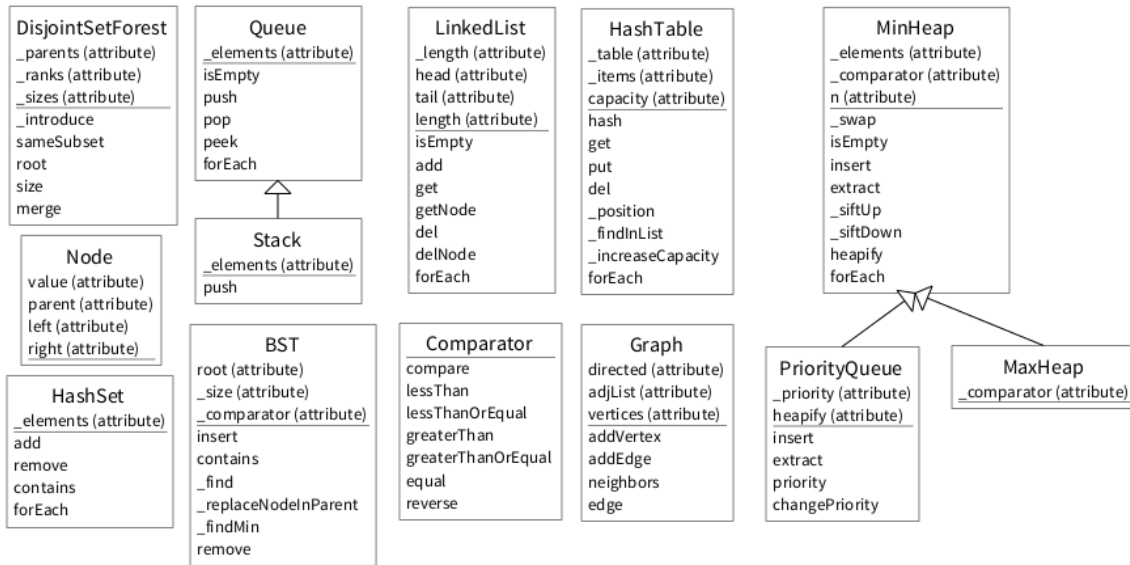 DisjointSetForest
_parents (attribute)
_ranks (attribute)
_sizes (attribute)
_introduce
sameSubset
root
size
merge
Queue
_elements (attribute)
isEmpty
push
pop
peek
forEach
LinkedList
_length (attribute)
head (attribute)
tail (attribute)
length (attribute)
isEmpty
add
get
getNode
del
delNode
forEach
HashTable
_table (attribute)
_items (attribute)
capacity (attribute)
hash
get
put
del
_position
_findInList
_increaseCapacity
forEach
MinHeap
_elements (attribute)
_comparator (attribute)
n (attribute)
_swap
isEmpty
insert
extract
_siftUp
_siftDown
heapify
forEach
Stack
_elements (attribute)
push
Node
value (attribute)
parent (attribute)
left (attribute)
right (attribute)
HashSet
_elements (attribute)
add
remove
contains
forEach
BST
root (attribute)
_size (attribute)
_comparator (attribute)
insert
contains
_find
_replaceNodeInParent
_findMin
remove
Comparator
compare
lessThan
lessThanOrEqual
greaterThan
greaterThanOrEqual
equal
reverse
Graph
directed (attribute)
adjList (attribute)
vertices (attribute)
addVertex
addEdge
neighbors
edge
PriorityQueue
_priority (attribute)
heapify (attribute)
insert
extract
priority
changePriority
MaxHeap
_comparator (attribute)